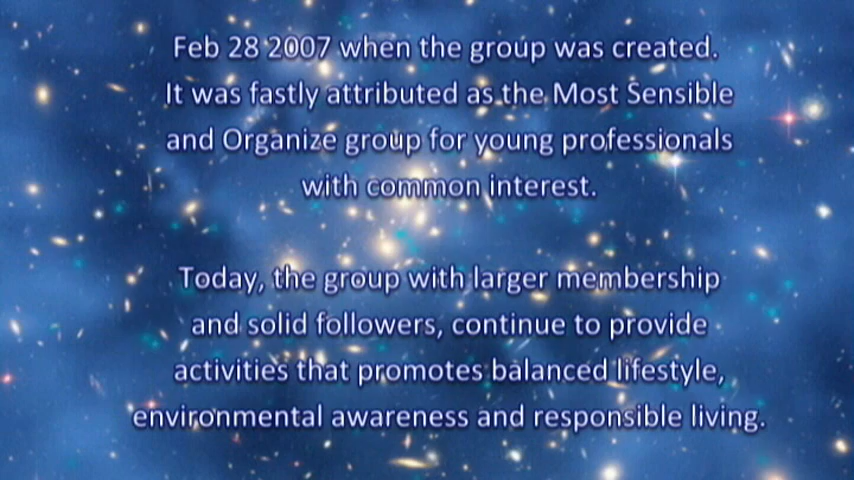 Feb 28 2007 when the group was created.
It was fastly attributed as the Most Sensible
and Organize group for young professionals
with common interest.
Today, the group with larger membership
and solid followers, continue to provide
activities that promotes balanced lifestyle,
environmental awareness and responsible living.